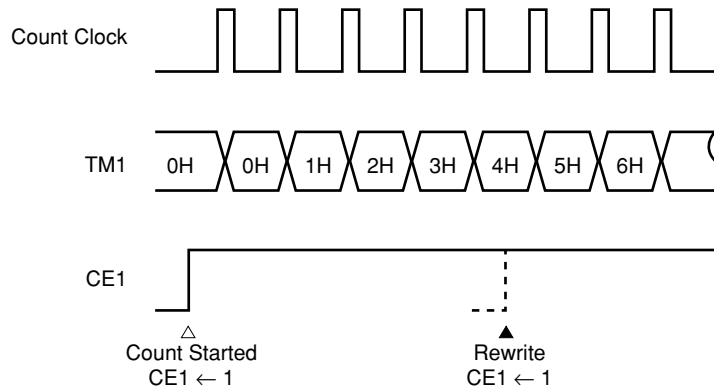 Count Clock
TM1
0H 0H 1H 2H 3H 4H 5H 6H
CE1
Count Started
CE1 ← 1
Rewrite
CE1 ← 1